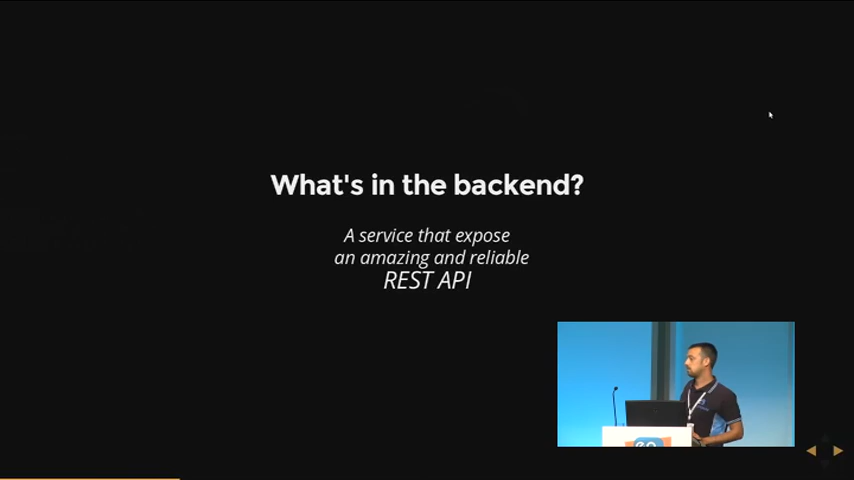 What's in the backend?
A service that expose
an amazing and reliable
REST API